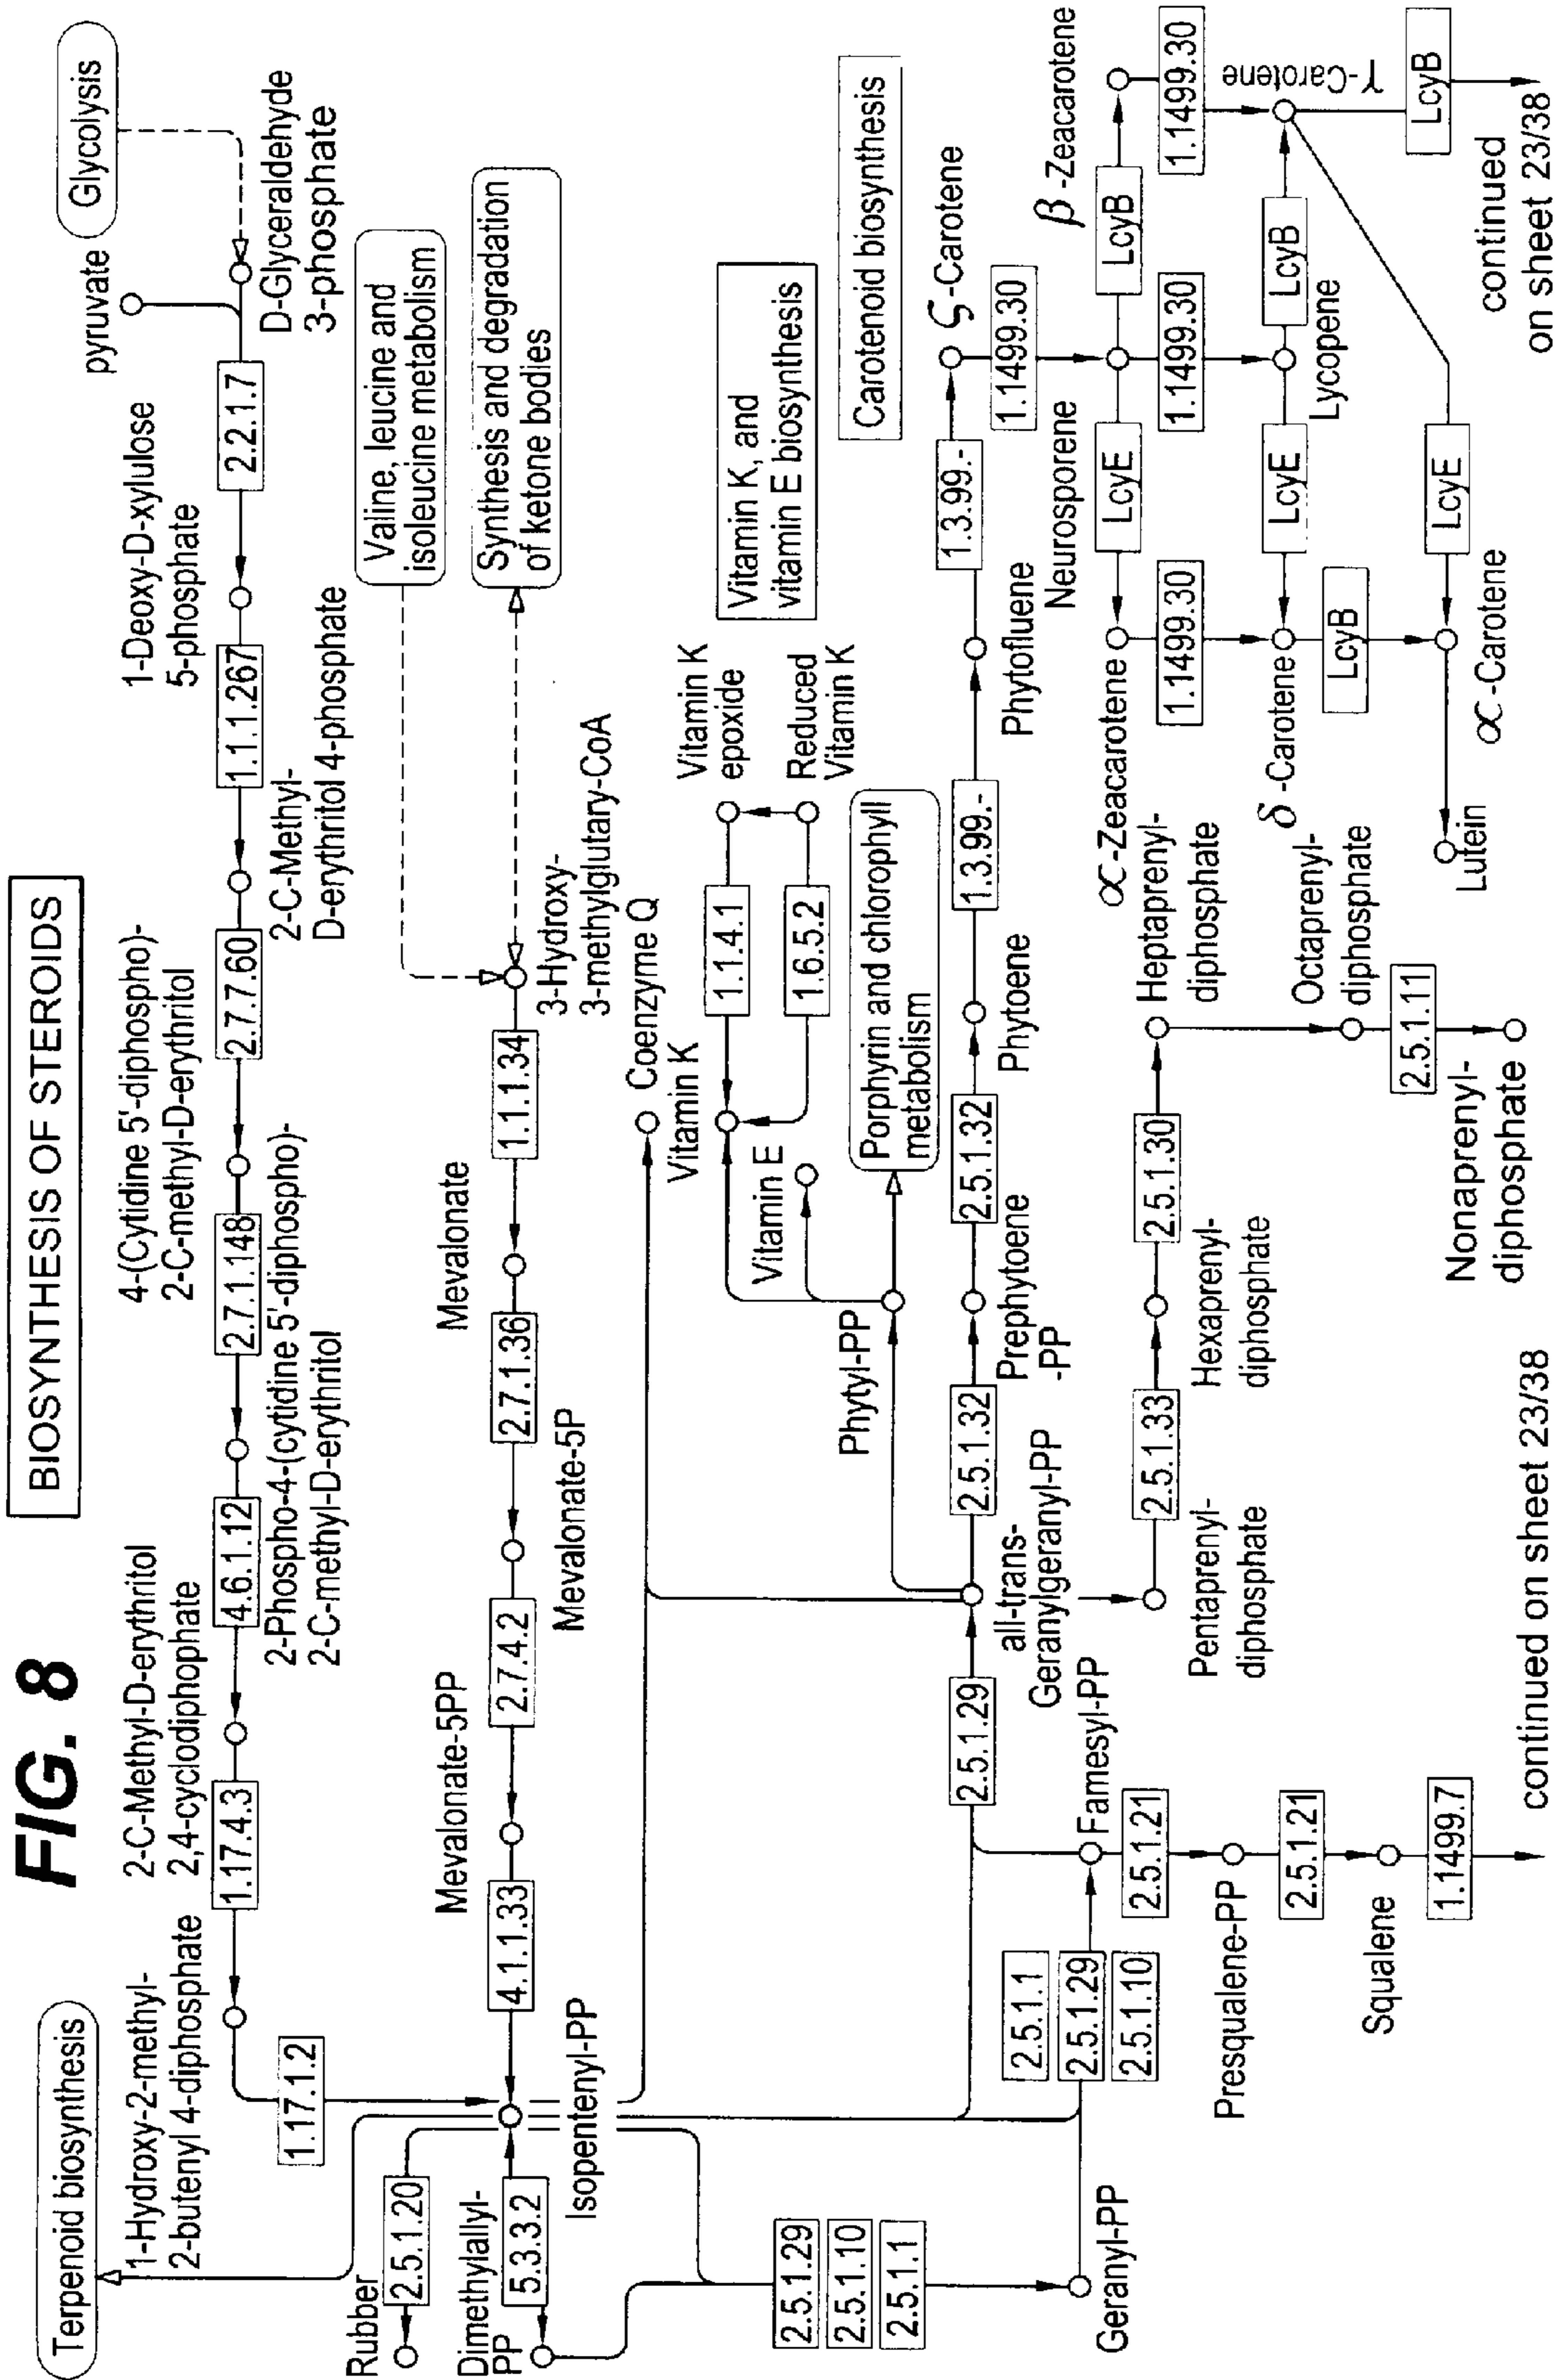 FIG. 8
BIOSYNTHESIS OF STEROIDS
Terpenoid biosynthesis
Glycolysis
pyruvate
1-Hydroxy-2-methyl-
2-butenyl 4-diphosphate
2-C-Methyl-D-erythritol
2,4-cyclodiphophate
4-(Cytidine 5'-diphospho)-
2-C-methyl-D-erythritol
1-Deoxy-D-xylulose
5-phosphate
1.17.4.3
4.6.1.12
2.7.1.148
2.7.7.60
1.1.1.267
2.2.1.7
D-Glyceraldehyde
3-phosphate
2-Phospho-4-(cytidine 5'-diphospho)-
2-C-methyl-D-erythritol
2-C-Methyl-
D-erythritol 4-phosphate
1.17.1.2
Valine, leucine and
isoleucine metabolism
Rubber
2.5.1.20
Mevalonate-5PP
Mevalonate-5P
Mevalonate
Synthesis and degradation
of ketone bodies
Dimethylallyl-
PP
5.3.3.2
4.1.1.33
2.7.4.2
2.7.1.36
1.1.1.34
3-Hydroxy-
3-methylglutary-CoA
Isopentenyl-PP
Coenzyme Q
Vitamin K
Vitamin K
epoxide
1.1.4.1
Vitamin K, and
vitamin E biosynthesis
Vitamin E
1.6.5.2
Reduced
Vitamin K
2.5.1.29
2.5.1.10
2.5.1.1
Phytyl-PP
Porphyrin and chlorophyll
metabolism
Carotenoid biosynthesis
2.5.1.29
2.5.1.32
2.5.1.32
1.3.99.-
1.3.99.-
ς-Carotene
all-trans-
Geranylgeranyl-PP
Prephytoene
-PP
Phytoene
Phytofluene
1.1499.30
2.5.1.1
2.5.1.29
2.5.1.10
Geranyl-PP
Famesyl-PP
Neurosporene
β-Zeacarotene
LcyE
LcyB
∝-Zeacarotene
2.5.1.21
Pentaprenyl-
diphosphate
2.5.1.33
Hexaprenyl-
diphosphate
2.5.1.30
Heptaprenyl-
diphosphate
1.1499.30
1.1499.30
1.1499.30
Presqualene-PP
γ-Carotene
δ-Carotene
LcyE
LcyB
Lycopene
2.5.1.21
Octaprenyl-
diphosphate
LcyB
Squalene
2.5.1.11
LcyE
LcyB
1.1499.7
Nonaprenyl-
diphosphate
Lutein
∝-Carotene
continued on sheet 23/38
continued
on sheet 23/38